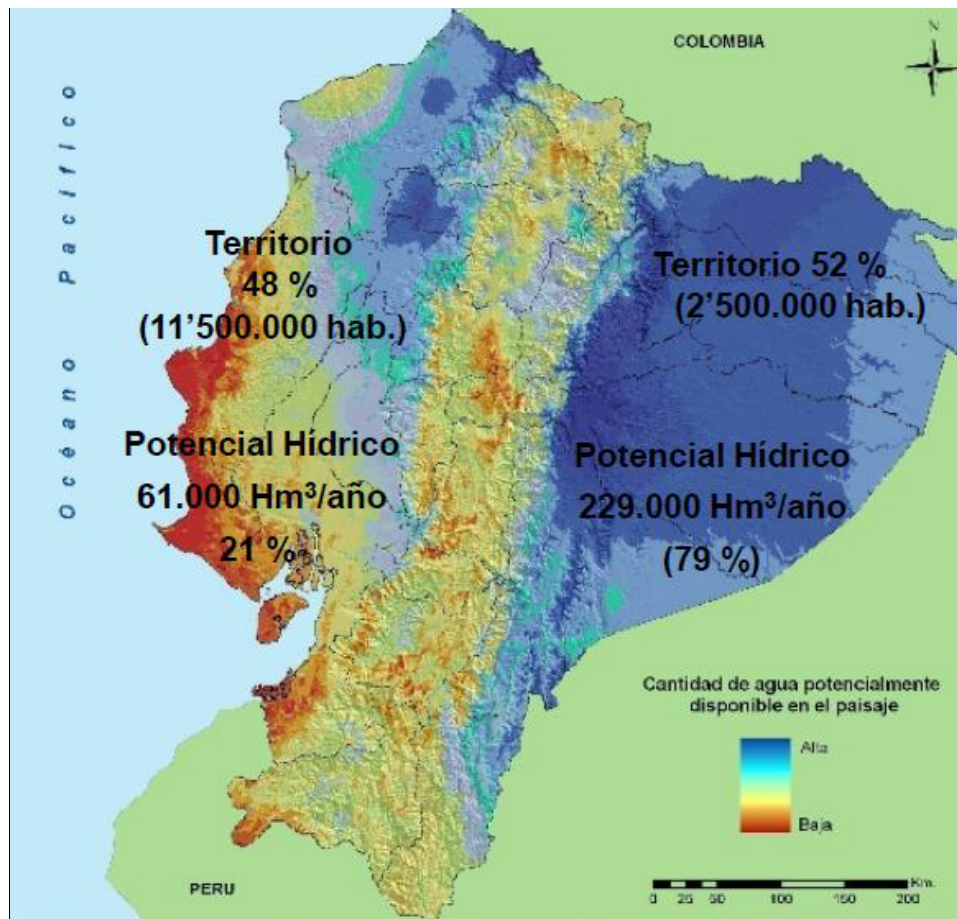 COLOMBIA
N
Océano Pacífico
Territorio
48 %
(11’500.000 hab.)
Territorio 52 %
(2’500.000 hab.)
Potencial Hídrico
61.000 Hm³/año
21 %
Potencial Hídrico
229.000 Hm³/año
(79 %)
Cantidad de agua potencialmente
disponible en el paisaje
Alta
Baja
PERU
Km.
0 25 50 100 150 200